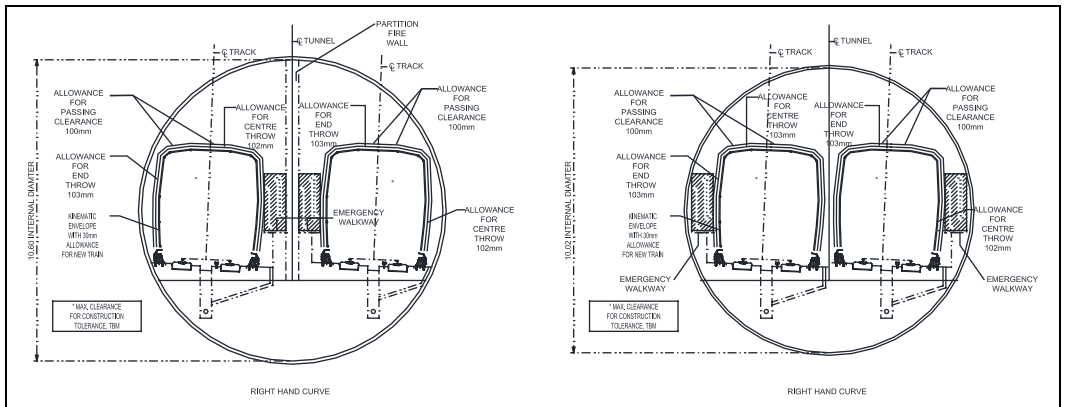 PARTITION
FIRE
WALL
℄ TUNNEL
℄ TRACK
℄ TRACK
ALLOWANCE
FOR
PASSING
CLEARANCE
100mm
ALLOWANCE
FOR
CENTRE
THROW
102mm
ALLOWANCE
FOR
END
THROW
103mm
ALLOWANCE
FOR
PASSING
CLEARANCE
100mm
ALLOWANCE
FOR
END
THROW
103mm
KINEMATIC
ENVELOPE
WITH 30mm
ALLOWANCE
FOR NEW TRAIN
EMERGENCY
WALKWAY
ALLOWANCE
FOR
CENTRE
THROW
102mm
10,60 INTERNAL DIAMTER
* MAX, CLEARANCE
FOR CONSTRUCTION
TOLERANCE, TBM
RIGHT HAND CURVE
℄ TUNNEL
℄ TRACK
℄ TRACK
ALLOWANCE
FOR
PASSING
CLEARANCE
100mm
ALLOWANCE
FOR
CENTRE
THROW
103mm
ALLOWANCE
FOR
END
THROW
103mm
ALLOWANCE
FOR
PASSING
CLEARANCE
100mm
ALLOWANCE
FOR
END
THROW
103mm
KINEMATIC
ENVELOPE
WITH 30mm
ALLOWANCE
FOR NEW TRAIN
ALLOWANCE
FOR
CENTRE
THROW
102mm
EMERGENCY
WALKWAY
EMERGENCY
WALKWAY
10,02 INTERNAL DIAMTER
* MAX, CLEARANCE
FOR CONSTRUCTION
TOLERANCE, TBM
RIGHT HAND CURVE